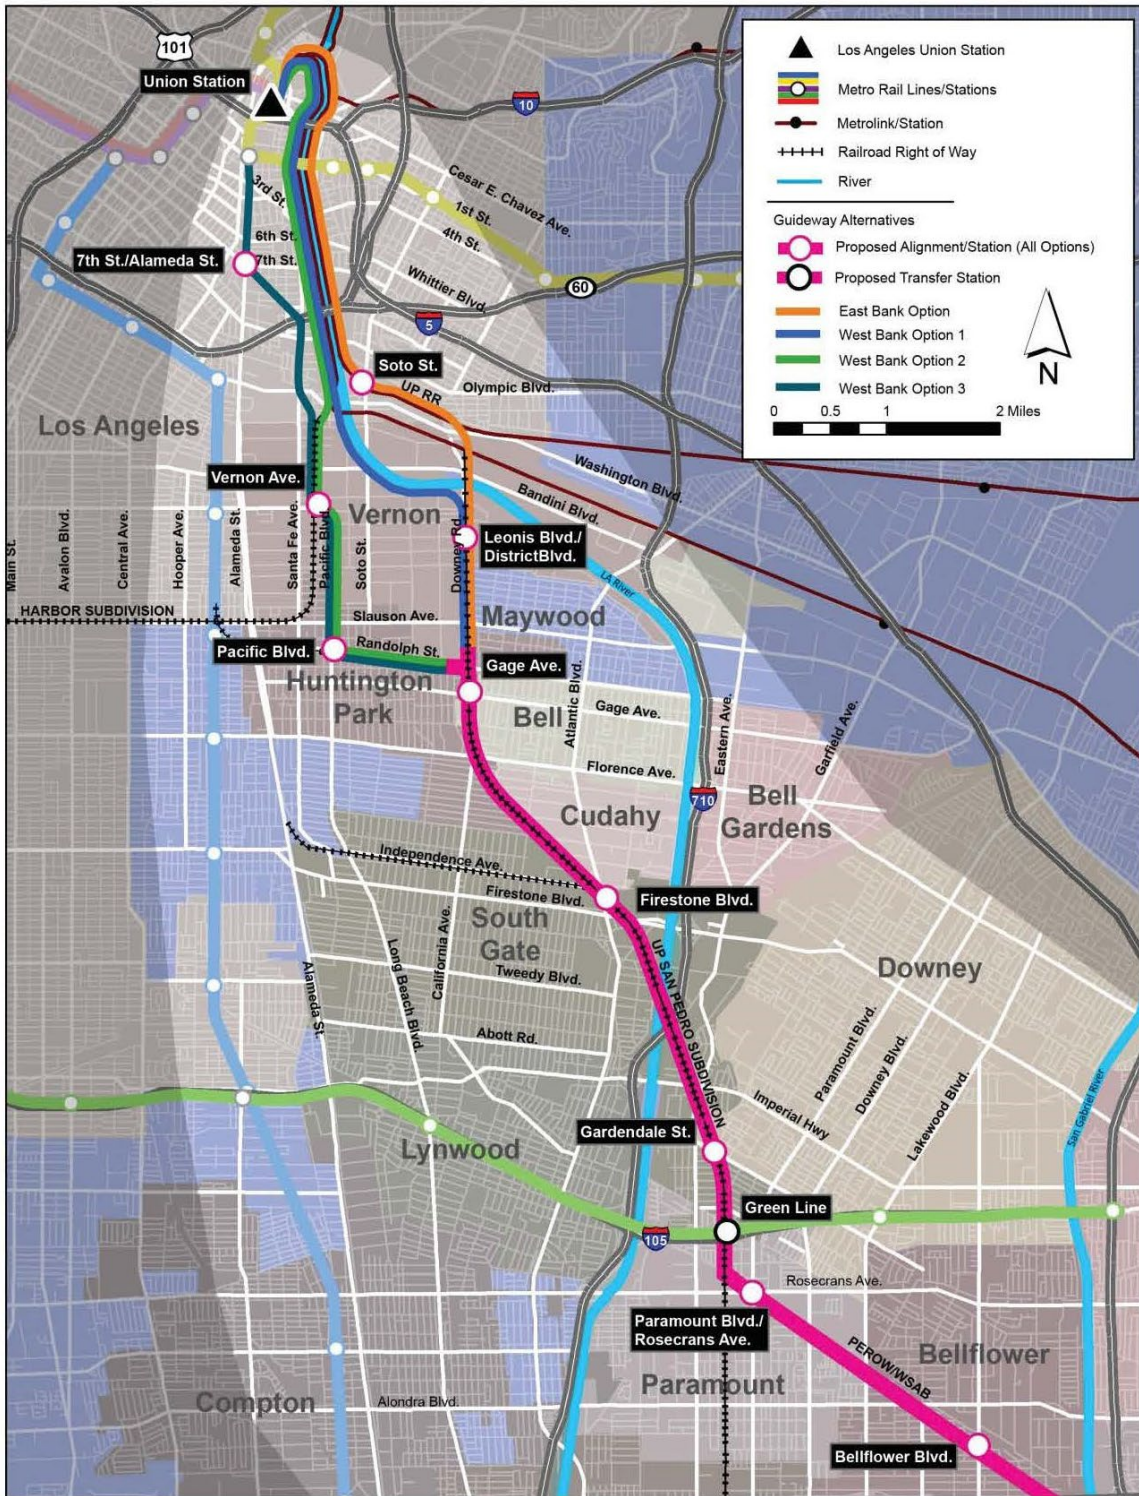 101
Union Station
10
3rd St.
6th St.
7th St.
7th St./Alameda St.
Cesar E. Chavez Ave.
1st St.
4th St.
Whittier Blvd.
60
5
Los Angeles Union Station
Metro Rail Lines/Stations
Metrolink/Station
Railroad Right of Way
River
Guideway Alternatives
Proposed Alignment/Station (All Options)
Proposed Transfer Station
East Bank Option
West Bank Option 1
West Bank Option 2
West Bank Option 3
N
0 0.5 1 2 Miles
Soto St.
UP RR
Olympic Blvd.
Los Angeles
Washington Blvd.
Bandini Blvd.
Vernon Ave.
Vernon
Leonis Blvd./
DistrictBlvd.
Main St.
Avalon Blvd.
Central Ave.
Hooper Ave.
Alameda St.
Santa Fe Ave.
Pacific Blvd.
Soto St.
Downey Rd.
LA River
HARBOR SUBDIVISION
Slauson Ave.
Maywood
Pacific Blvd.
Randolph St.
Gage Ave.
Huntington
Park
Bell
Atlantic Blvd.
Gage Ave.
Eastern Ave.
Garfield Ave.
Florence Ave.
710
Cudahy
Bell
Gardens
Independence Ave.
Firestone Blvd.
Firestone Blvd.
South
Gate
California Ave.
Long Beach Blvd.
Alameda St.
Tweedy Blvd.
Abott Rd.
UP SAN PEDRO SUBDIVISION
Downey
Paramount Blvd.
Downey Blvd.
Lakewood Blvd.
Imperial Hwy
San Gabriel River
Gardendale St.
Lynwood
Green Line
105
Rosecrans Ave.
Paramount Blvd./
Rosecrans Ave.
PEROW/WSAB
Bellflower
Paramount
Compton
Alondra Blvd.
Bellflower Blvd.